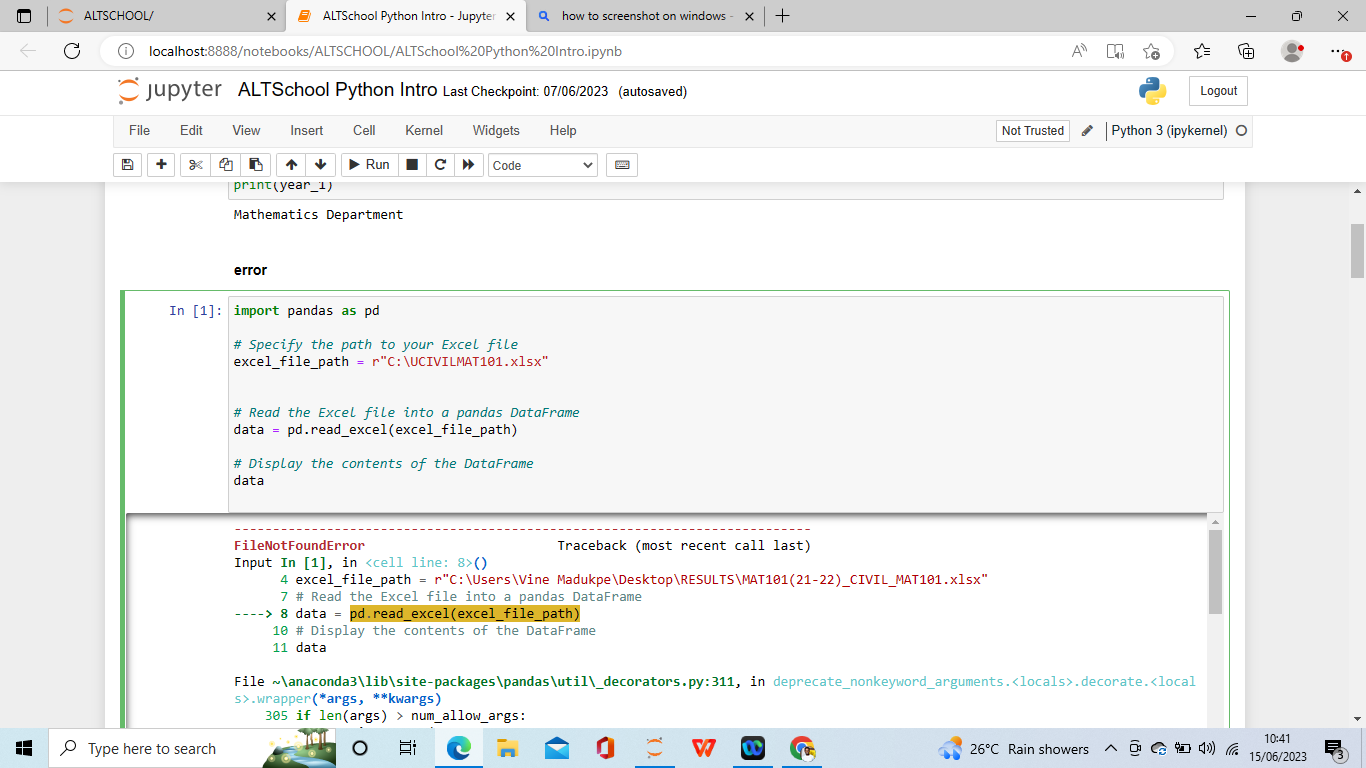 ALTSCHOOL/
ALTSchool Python Intro - Jupyter
how to screenshot on windows -
localhost:8888/notebooks/ALTSCHOOL/ALTSchool%20Python%20Intro.ipynb
jupyter ALTSchool Python Intro Last Checkpoint: 07/06/2023 (autosaved)
Logout
File Edit View Insert Cell Kernel Widgets Help
Not Trusted Python 3 (ipykernel)
Run Code
print(year_1)
Mathematics Department
error
In [1]: import pandas as pd
# Specify the path to your Excel file
excel_file_path = r"C:\UCIVILMAT101.xlsx"
# Read the Excel file into a pandas DataFrame
data = pd.read_excel(excel_file_path)
# Display the contents of the DataFrame
data
---------------------------------------------------------------------------
FileNotFoundError Traceback (most recent call last)
Input In [1], in <cell line: 8>()
4 excel_file_path = r"C:\Users\Vine Madukpe\Desktop\RESULTS\MAT101(21-22)_CIVIL_MAT101.xlsx"
7 # Read the Excel file into a pandas DataFrame
----> 8 data = pd.read_excel(excel_file_path)
10 # Display the contents of the DataFrame
11 data
File ~\anaconda3\lib\site-packages\pandas\util\_decorators.py:311, in deprecate_nonkeyword_arguments.<locals>.decorate.<local
s>.wrapper(*args, **kwargs)
305 if len(args) > num_allow_args:
Type here to search
26°C Rain showers
10:41
15/06/2023
3